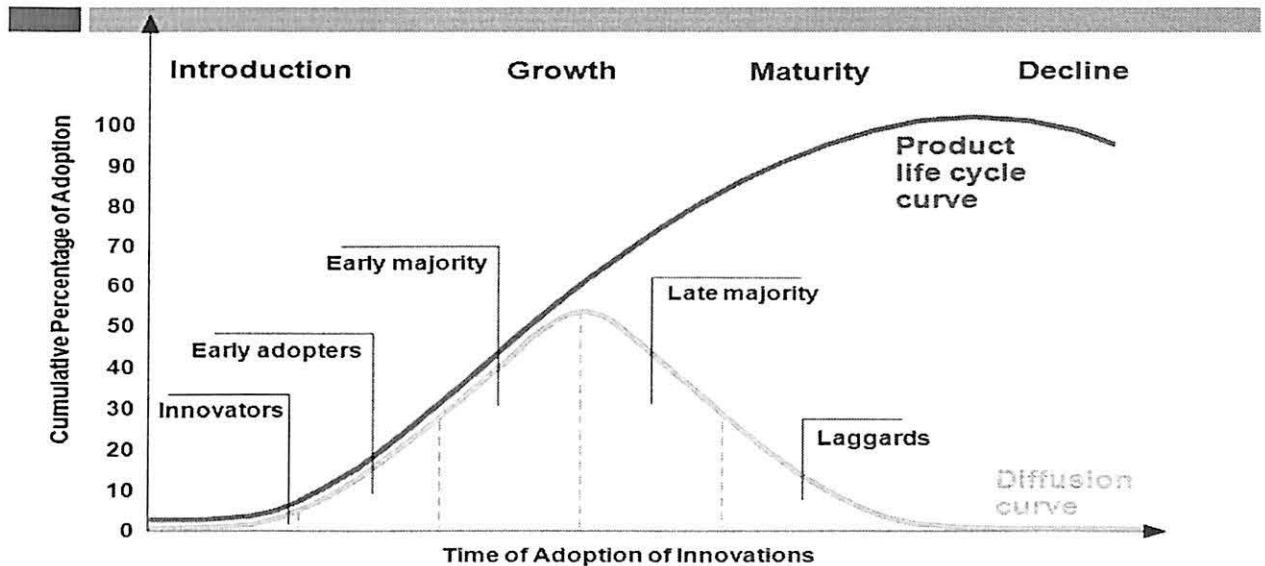 Introduction Growth Maturity Decline
Cumulative Percentage of Adoption
100
90
80
70
60
50
40
30
20
10
0
Product
life cycle
curve
Early majority
Late majority
Early adopters
Innovators
Laggards
Diffusion
curve
Time of Adoption of Innovations